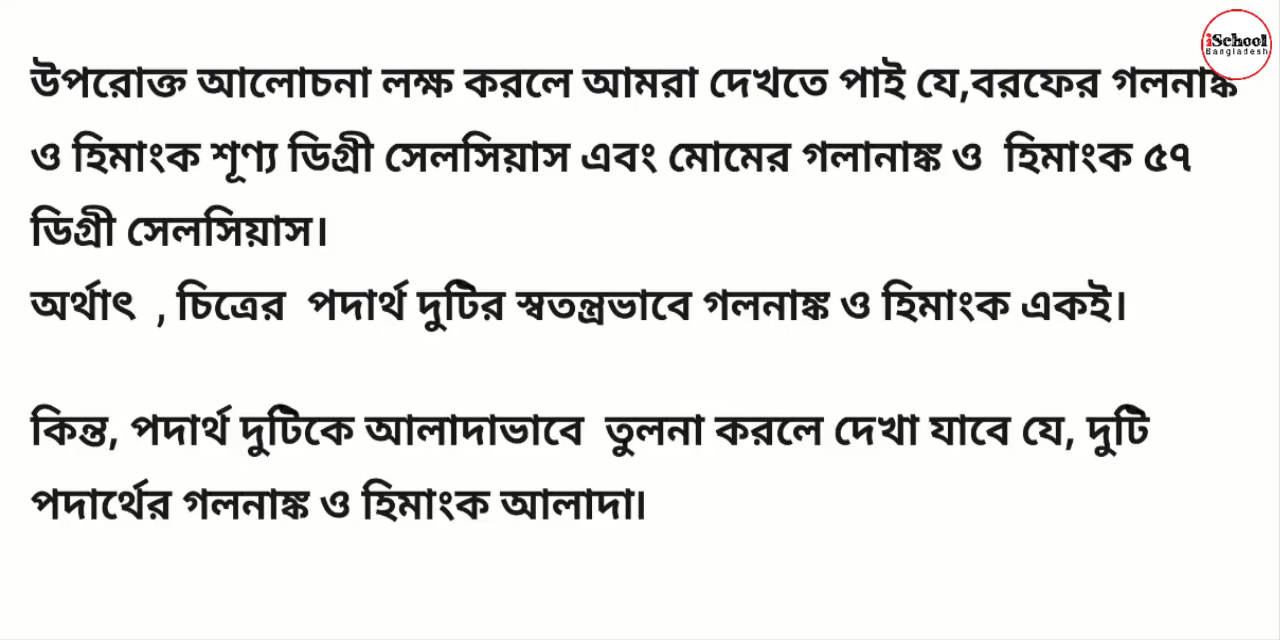 iSchool
Bangladesh
উপরোক্ত আলোচনা লক্ষ করলে আমরা দেখতে পাই যে,বরফের গলনাঙ্ক
ও হিমাংক শূণ্য ডিগ্রী সেলসিয়াস এবং মোমের গলানাঙ্ক ও হিমাংক ৫৭
ডিগ্রী সেলসিয়াস।
অর্থাৎ , চিত্রের পদার্থ দুটির স্বতন্ত্রভাবে গলনাঙ্ক ও হিমাংক একই।
কিন্ত, পদার্থ দুটিকে আলাদাভাবে তুলনা করলে দেখা যাবে যে, দুটি
পদার্থের গলনাঙ্ক ও হিমাংক আলাদা।